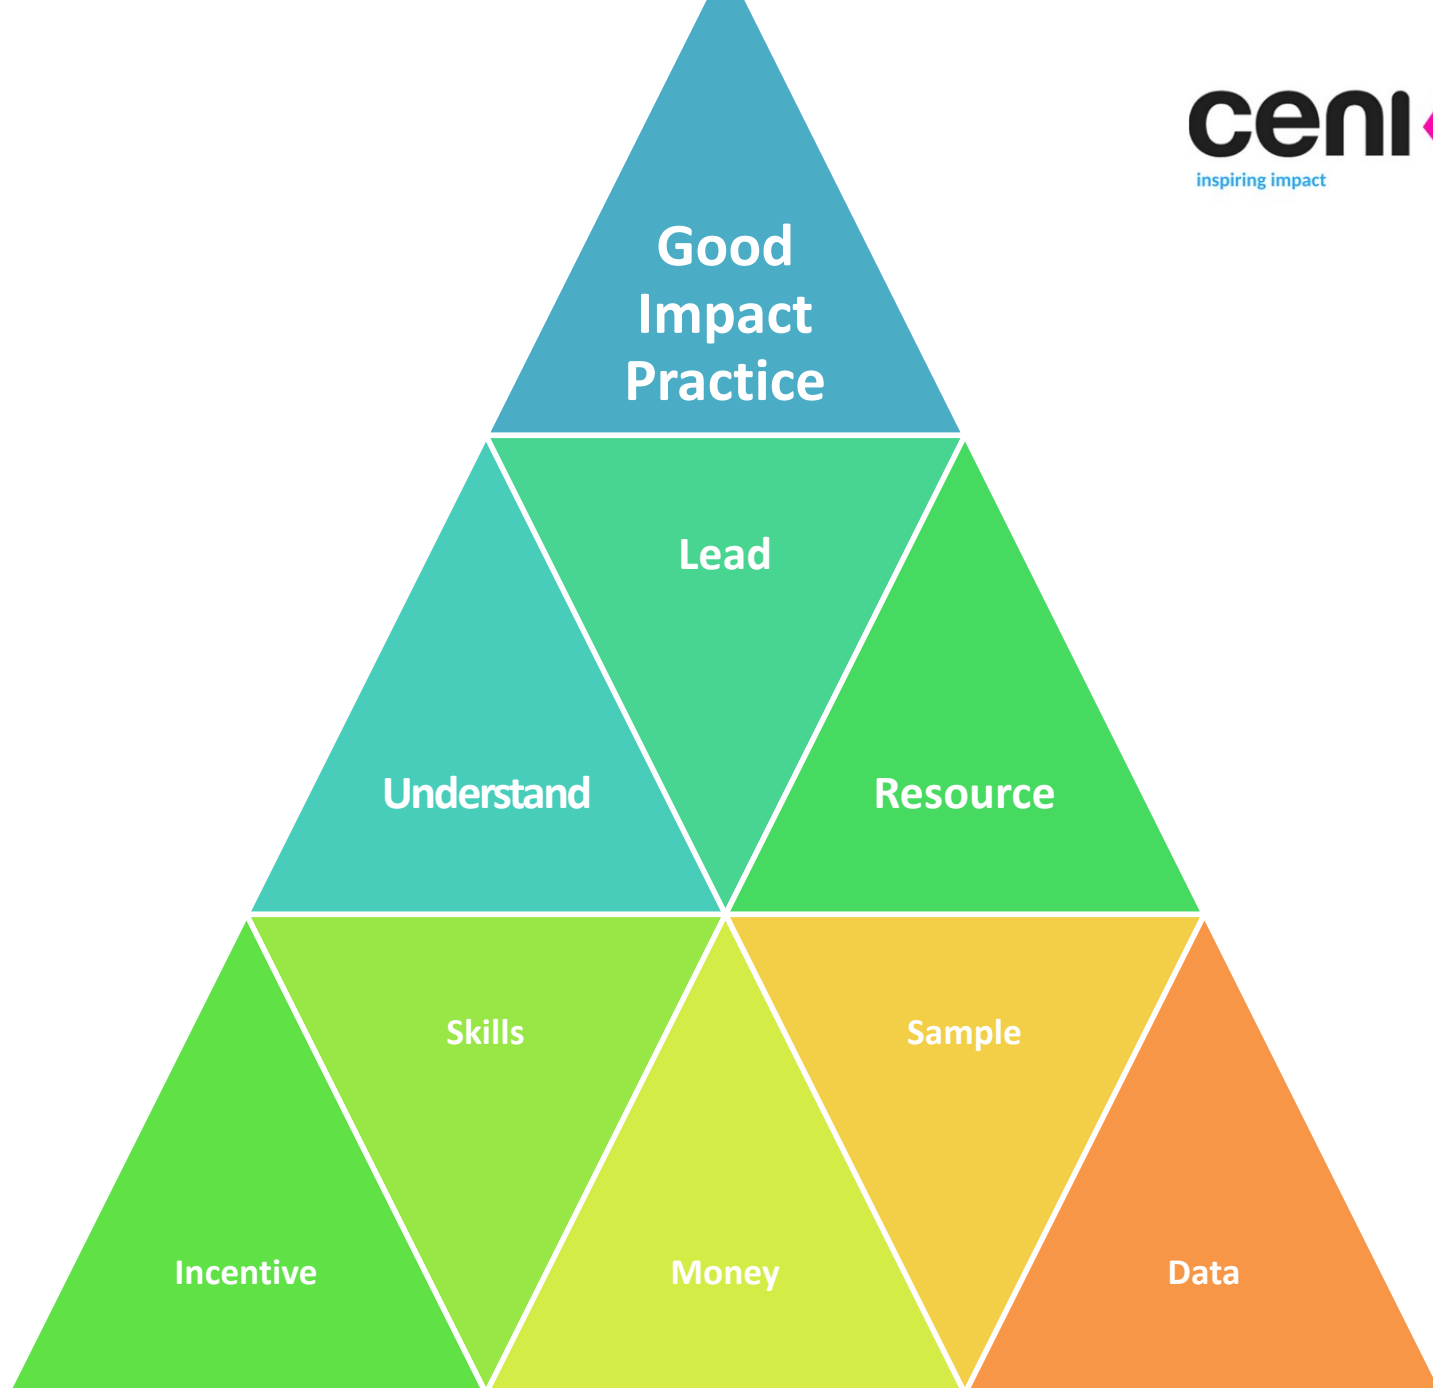 ceni
inspiring impact
Good
Impact
Practice
Lead
Understand
Resource
Skills
Sample
Incentive
Money
Data